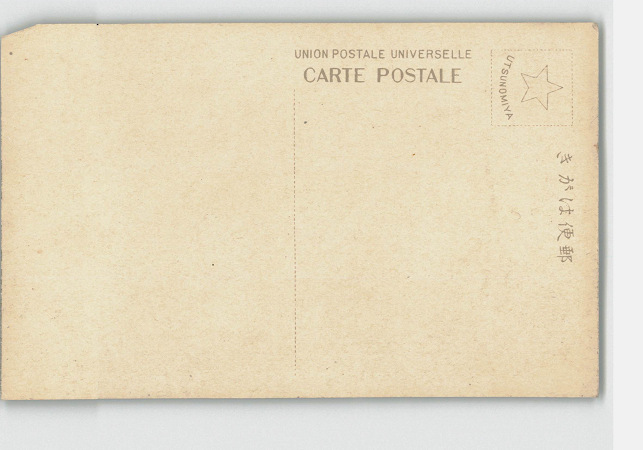 UNION POSTALE UNIVERSELLE
CARTE POSTALE
UTSUNOMIYA
きがは便郵